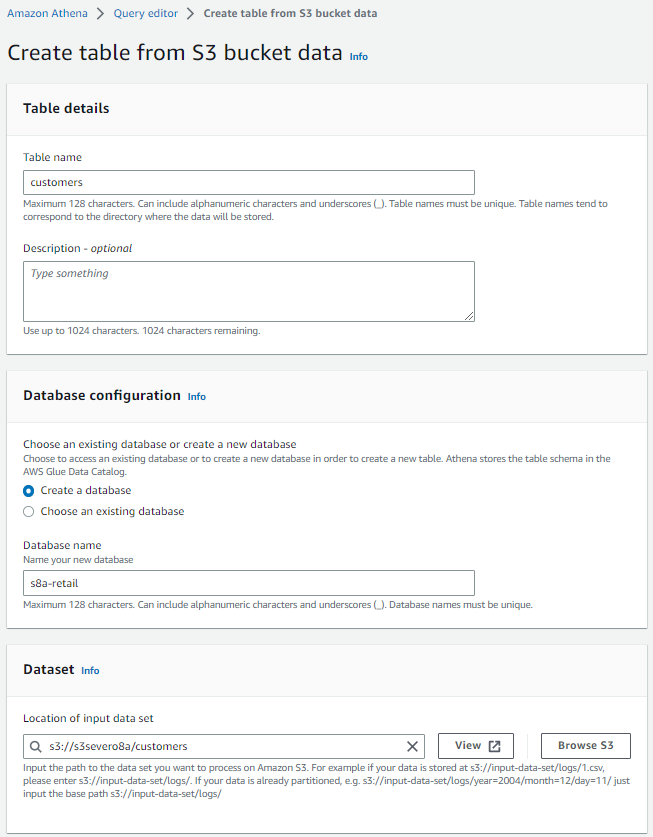 Amazon Athena > Query editor > Create table from S3 bucket data
Create table from S3 bucket data Info
Table details
Table name
customers
Maximum 128 characters. Can include alphanumeric characters and underscores (_). Table names must be unique. Table names tend to
correspond to the directory where the data will be stored.
Description - optional
Type something
Use up to 1024 characters. 1024 characters remaining.
Database configuration Info
Choose an existing database or create a new database
Choose to access an existing database or to create a new database in order to create a new table. Athena stores the table schema in the
AWS Glue Data Catalog.
Create a database
Choose an existing database
Database name
Name your new database
s8a-retail
Maximum 128 characters. Can include alphanumeric characters and underscores (_). Database names must be unique.
Dataset Info
Location of input data set
s3://s3severo8a/customers View Browse S3
Input the path to the data set you want to process on Amazon S3. For example if your data is stored at s3://input-data-set/logs/1.csv,
please enter s3://input-data-set/logs/. If your data is already partitioned, e.g. s3://input-data-set/logs/year=2004/month=12/day=11/ just
input the base path s3://input-data-set/logs/